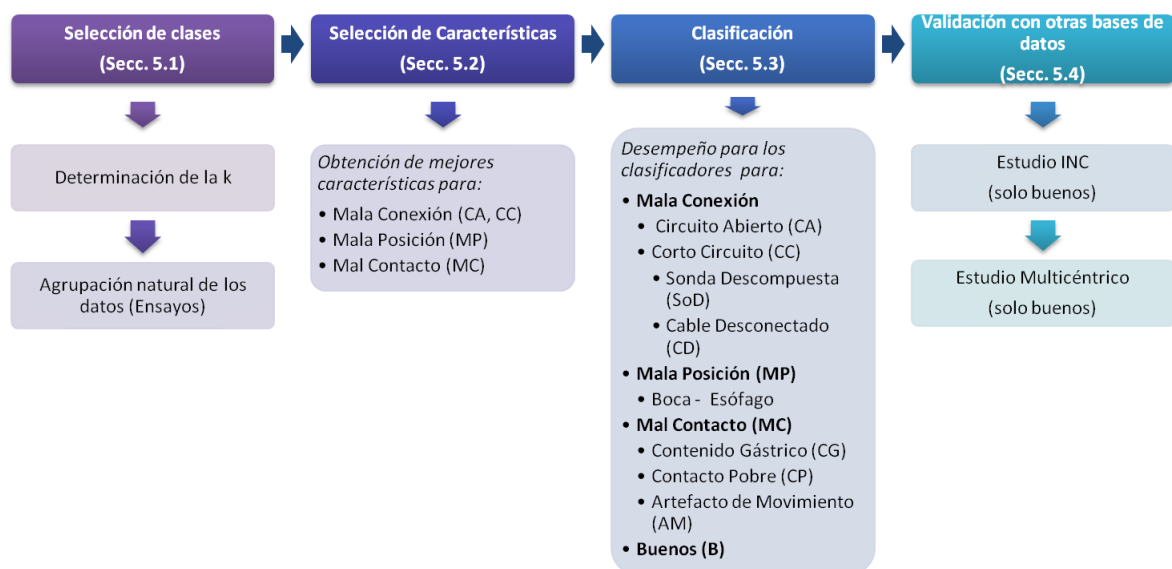 Selección de clases
(Secc. 5.1)
Selección de Características
(Secc. 5.2)
Clasificación
(Secc. 5.3)
Validación con otras bases de
datos
(Secc. 5.4)
Determinación de la k
Agrupación natural de los
datos (Ensayos)
Obtención de mejores
características para:
• Mala Conexión (CA, CC)
• Mala Posición (MP)
• Mal Contacto (MC)
Desempeño para los
clasificadores para:
• Mala Conexión
• Circuito Abierto (CA)
• Corto Circuito (CC)
• Sonda Descompuesta
(SoD)
• Cable Desconectado
(CD)
• Mala Posición (MP)
• Boca - Esófago
• Mal Contacto (MC)
• Contenido Gástrico (CG)
• Contacto Pobre (CP)
• Artefacto de Movimiento
(AM)
• Buenos (B)
Estudio INC
(solo buenos)
Estudio Multicéntrico
(solo buenos)